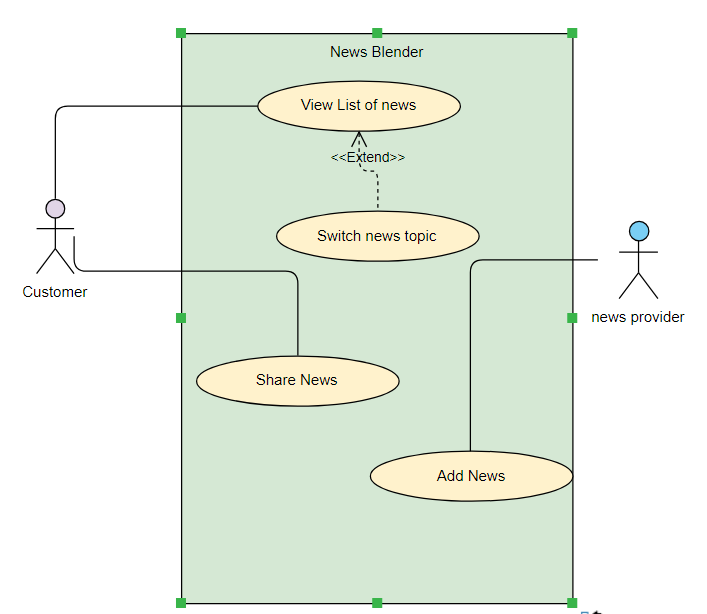 News Blender
View List of news
<<Extend>>
Switch news topic
Customer
news provider
Share News
Add News